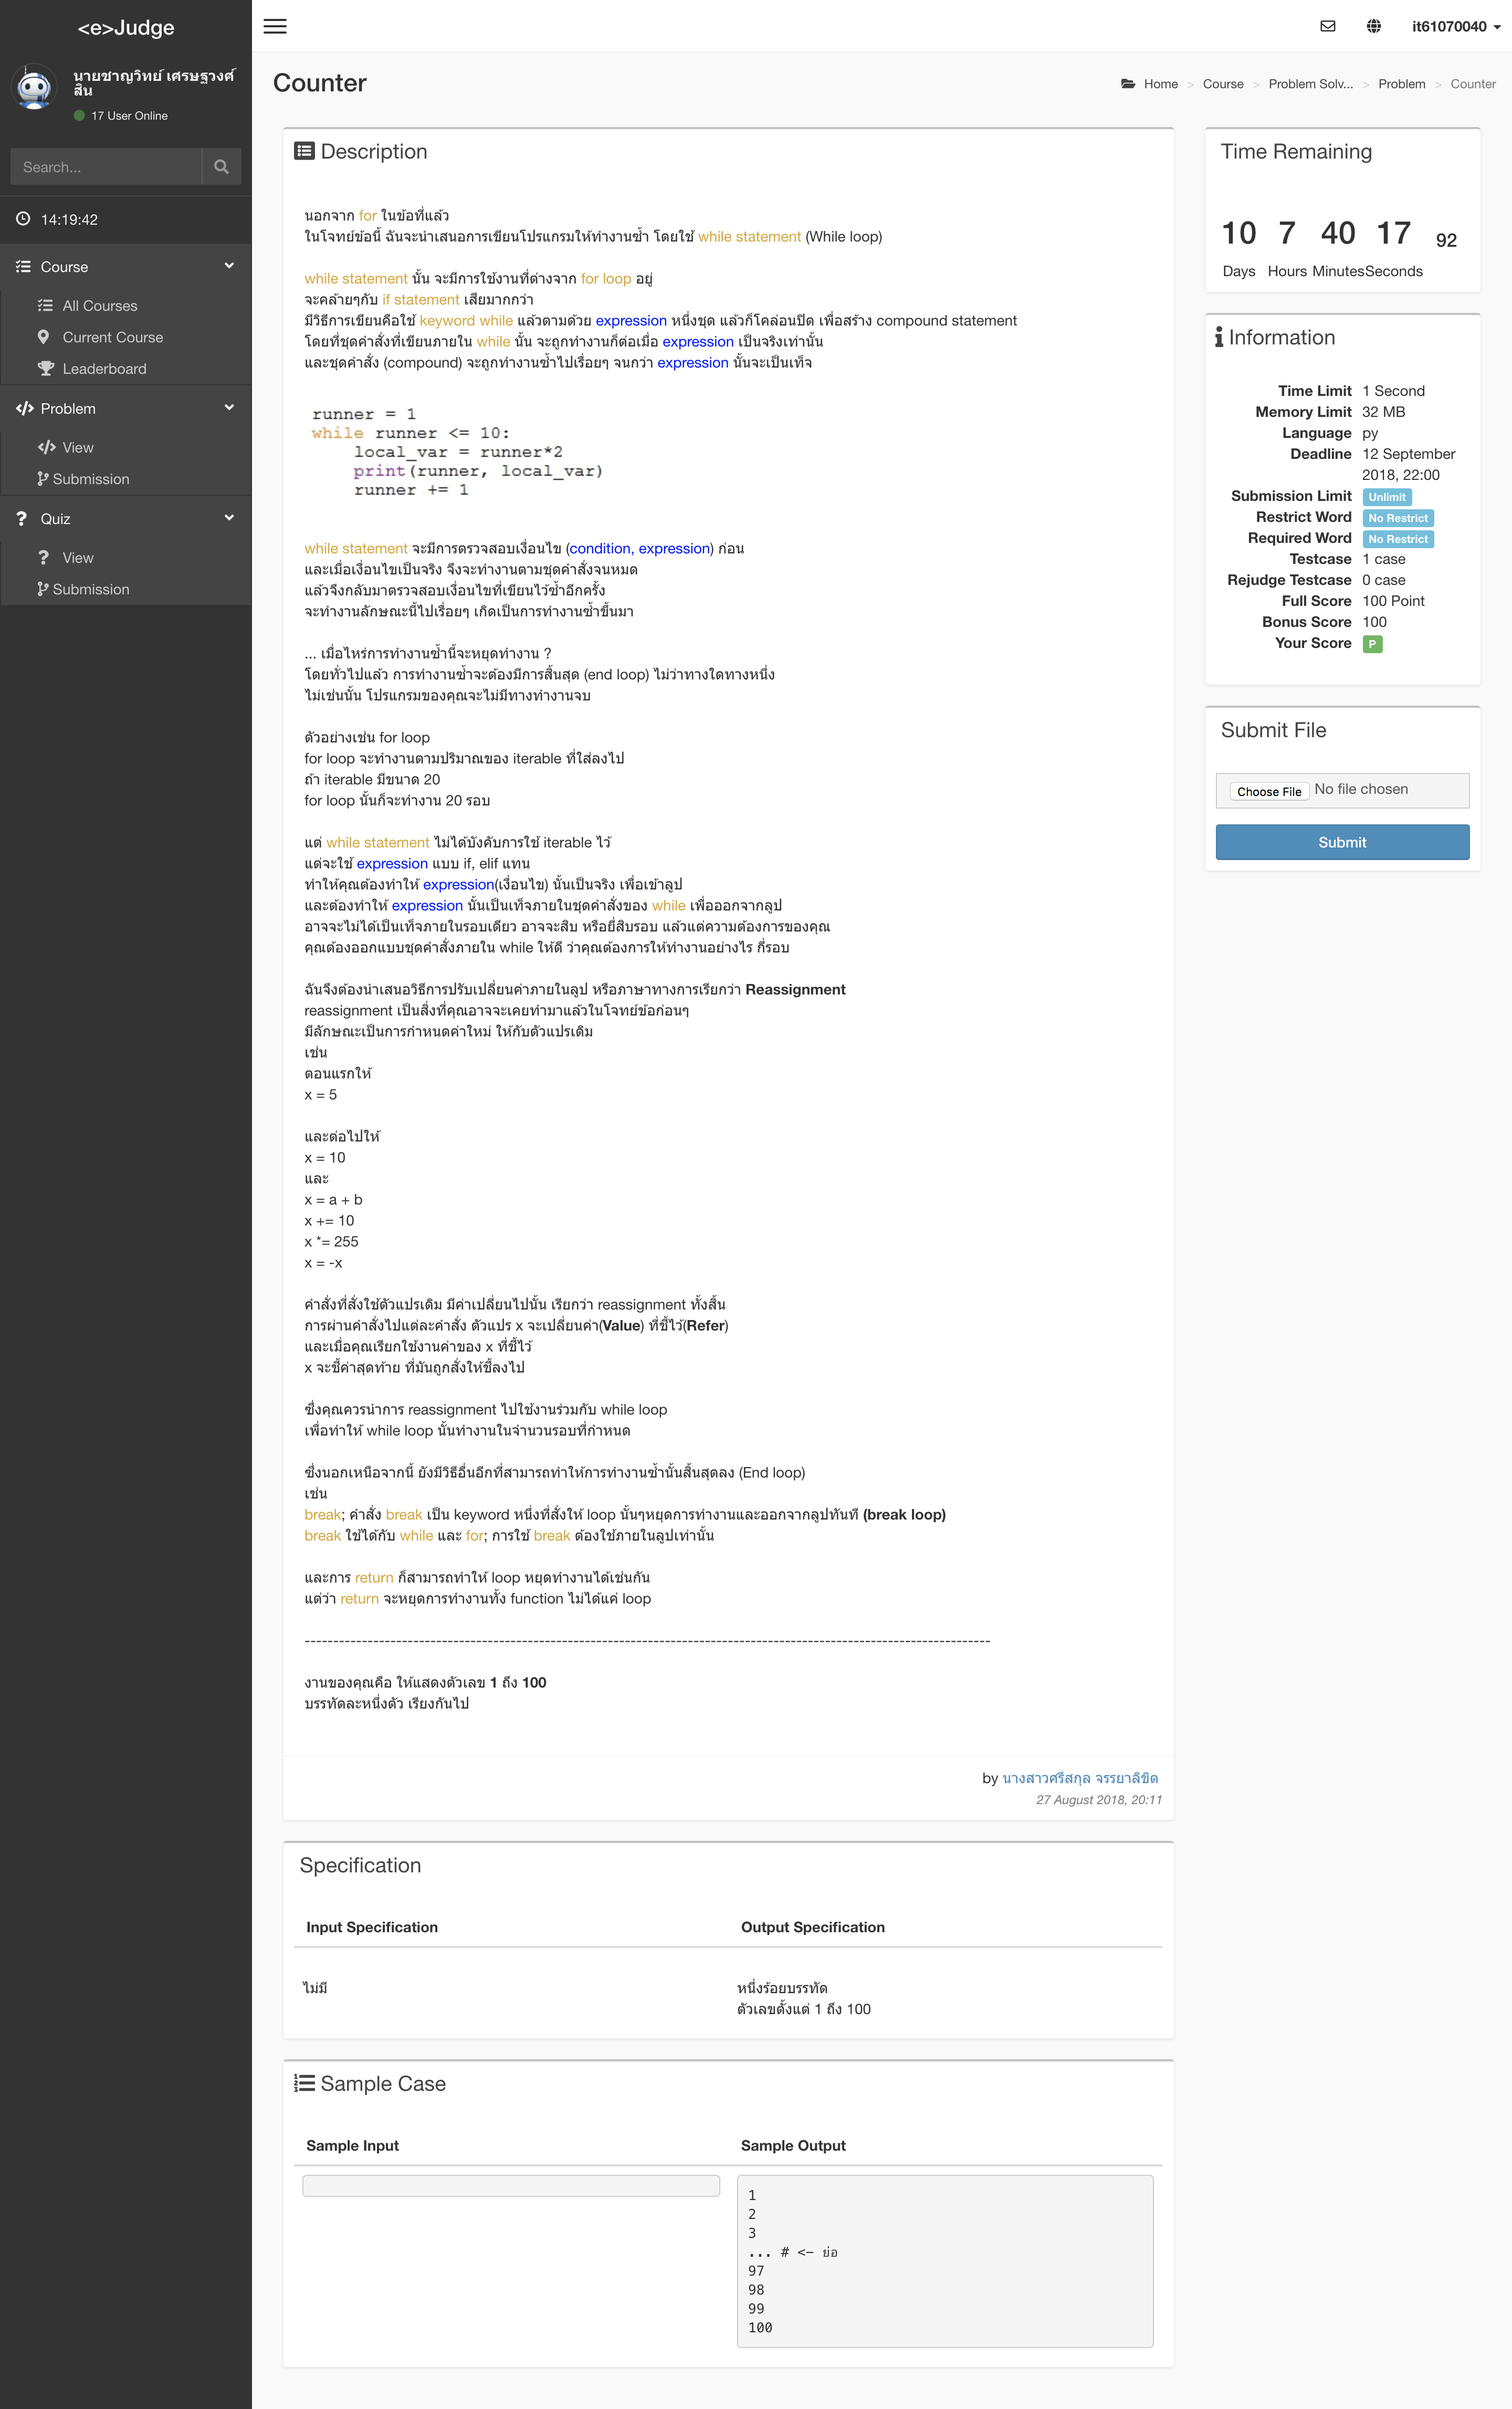 <e>Judge
it61070040
นายชาญวิทย์ เศรษฐวงศ์
สิน
17 User Online
Search...
14:19:42
Course
All Courses
Current Course
Leaderboard
Problem
View
Submission
Quiz
View
Submission
Counter
Home > Course > Problem Solv... > Problem > Counter
Description
นอกจาก for ในข้อที่แล้ว
ในโจทย์ข้อนี้ ฉันจะนำเสนอการเขียนโปรแกรมให้ทำงานซ้ำ โดยใช้ while statement (While loop)
while statement นั้น จะมีการใช้งานที่ต่างจาก for loop อยู่
จะคล้ายๆกับ if statement เสียมากกว่า
มีวิธีการเขียนคือใช้ keyword while แล้วตามด้วย expression หนึ่งชุด แล้วก็โคล่อนปิด เพื่อสร้าง compound statement
โดยที่ชุดคำสั่งที่เขียนภายใน while นั้น จะถูกทำงานก็ต่อเมื่อ expression เป็นจริงเท่านั้น
และชุดคำสั่ง (compound) จะถูกทำงานซ้ำไปเรื่อยๆ จนกว่า expression นั้นจะเป็นเท็จ
runner = 1
while runner <= 10:
local_var = runner*2
print(runner, local_var)
runner += 1
while statement จะมีการตรวจสอบเงื่อนไข (condition, expression) ก่อน
และเมื่อเงื่อนไขเป็นจริง จึงจะทำงานตามชุดคำสั่งจนหมด
แล้วจึงกลับมาตรวจสอบเงื่อนไขที่เขียนไว้ซ้ำอีกครั้ง
จะทำงานลักษณะนี้ไปเรื่อยๆ เกิดเป็นการทำงานซ้ำขึ้นมา
... เมื่อไหร่การทำงานซ้ำนี้จะหยุดทำงาน ?
โดยทั่วไปแล้ว การทำงานซ้ำจะต้องมีการสิ้นสุด (end loop) ไม่ว่าทางใดทางหนึ่ง
ไม่เช่นนั้น โปรแกรมของคุณจะไม่มีทางทำงานจบ
ตัวอย่างเช่น for loop
for loop จะทำงานตามปริมาณของ iterable ที่ใส่ลงไป
ถ้า iterable มีขนาด 20
for loop นั้นก็จะทำงาน 20 รอบ
แต่ while statement ไม่ได้บังคับการใช้ iterable ไว้
แต่จะใช้ expression แบบ if, elif แทน
ทำให้คุณต้องทำให้ expression(เงื่อนไข) นั้นเป็นจริง เพื่อเข้าลูป
และต้องทำให้ expression นั้นเป็นเท็จภายในชุดคำสั่งของ while เพื่อออกจากลูป
อาจจะไม่ได้เป็นเท็จภายในรอบเดียว อาจจะสิบ หรือยี่สิบรอบ แล้วแต่ความต้องการของคุณ
คุณต้องออกแบบชุดคำสั่งภายใน while ให้ดี ว่าคุณต้องการให้ทำงานอย่างไร กี่รอบ
ฉันจึงต้องนำเสนอวิธีการปรับเปลี่ยนค่าภายในลูป หรือภาษาทางการเรียกว่า Reassignment
reassignment เป็นสิ่งที่คุณอาจจะเคยทำมาแล้วในโจทย์ข้อก่อนๆ
มีลักษณะเป็นการกำหนดค่าใหม่ ให้กับตัวแปรเดิม
เช่น
ตอนแรกให้
x = 5
และต่อไปให้
x = 10
และ
x = a + b
x += 10
x *= 255
x = -x
คำสั่งที่สั่งใช้ตัวแปรเดิม มีค่าเปลี่ยนไปนั้น เรียกว่า reassignment ทั้งสิ้น
การผ่านคำสั่งไปแต่ละคำสั่ง ตัวแปร x จะเปลี่ยนค่า(Value) ที่ชี้ไว้(Refer)
และเมื่อคุณเรียกใช้งานค่าของ x ที่ชี้ไว้
x จะชี้ค่าสุดท้าย ที่มันถูกสั่งให้ชี้ลงไป
ซึ่งคุณควรนำการ reassignment ไปใช้งานร่วมกับ while loop
เพื่อทำให้ while loop นั้นทำงานในจำนวนรอบที่กำหนด
ซึ่งนอกเหนือจากนี้ ยังมีวิธีอื่นอีกที่สามารถทำให้การทำงานซ้ำนั้นสิ้นสุดลง (End loop)
เช่น
break; คำสั่ง break เป็น keyword หนึ่งที่สั่งให้ loop นั้นๆหยุดการทำงานและออกจากลูปทันที (break loop)
break ใช้ได้กับ while และ for; การใช้ break ต้องใช้ภายในลูปเท่านั้น
และการ return ก็สามารถทำให้ loop หยุดทำงานได้เช่นกัน
แต่ว่า return จะหยุดการทำงานทั้ง function ไม่ได้แค่ loop
------------------------------------------------------------------------------------------------------------------------
งานของคุณคือ ให้แสดงตัวเลข 1 ถึง 100
บรรทัดละหนึ่งตัว เรียงกันไป
by นางสาวศรีสกุล จรรยาลิขิต
27 August 2018, 20:11
Specification
Input Specification Output Specification
ไม่มี หนึ่งร้อยบรรทัด
ตัวเลขตั้งแต่ 1 ถึง 100
Sample Case
Sample Input Sample Output
1
2
3
... # <- ย่อ
97
98
99
100
Time Remaining
10 7 40 17 92
Days Hours Minutes Seconds
Information
Time Limit 1 Second
Memory Limit 32 MB
Language py
Deadline 12 September
2018, 22:00
Submission Limit Unlimit
Restrict Word No Restrict
Required Word No Restrict
Testcase 1 case
Rejudge Testcase 0 case
Full Score 100 Point
Bonus Score 100
Your Score P
Submit File
Choose File No file chosen
Submit